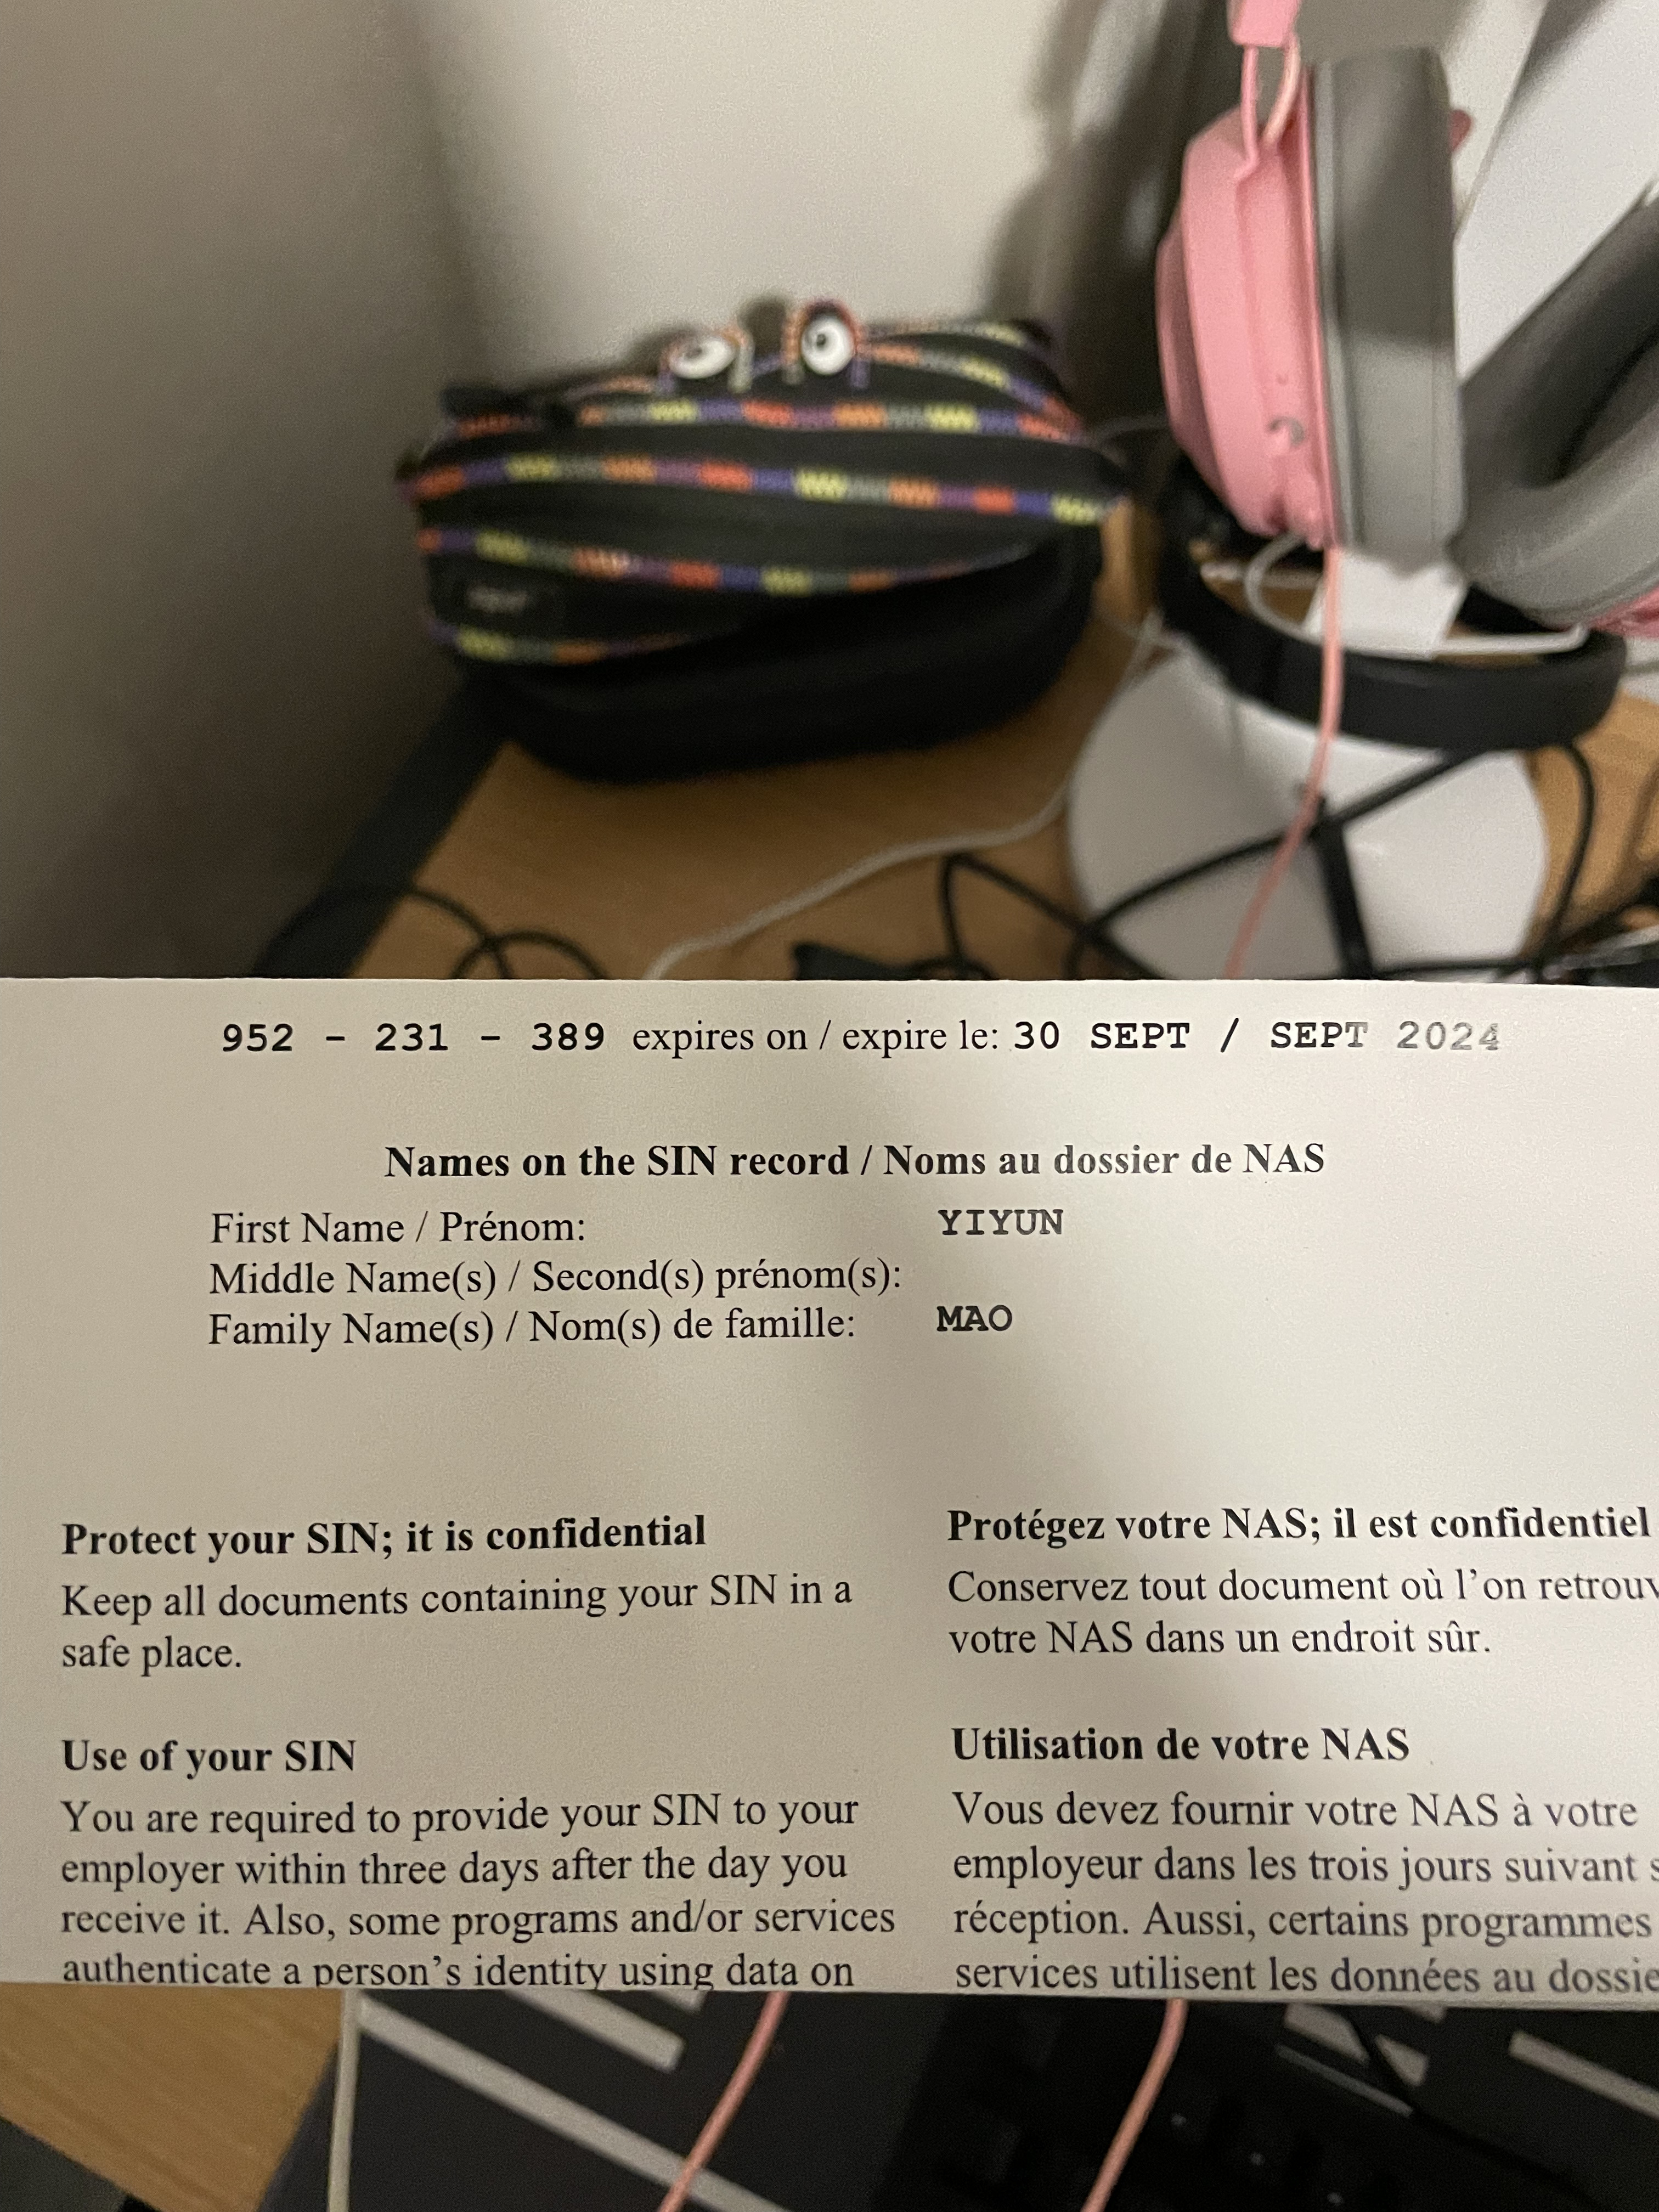 952 - 231 - 389 expires on / expire le: 30 SEPT / SEPT 2024
Names on the SIN record / Noms au dossier de NAS
First Name / Prénom: YIYUN
Middle Name(s) / Second(s) prénom(s):
Family Name(s) / Nom(s) de famille: MAO
Protect your SIN; it is confidential
Keep all documents containing your SIN in a
safe place.
Use of your SIN
You are required to provide your SIN to your
employer within three days after the day you
receive it. Also, some programs and/or services
authenticate a person's identity using data on
Protégez votre NAS; il est confidentiel
Conservez tout document où l'on retrouv
votre NAS dans un endroit sûr.
Utilisation de votre NAS
Vous devez fournir votre NAS à votre
employeur dans les trois jours suivant s
réception. Aussi, certains programmes
services utilisent les données au dossie